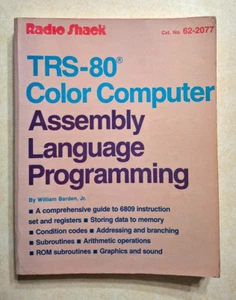 Radio Shack Cat. No. 62-2077
TRS-80®
Color Computer
Assembly
Language
Programming
By William Barden, Jr.
■ A comprehensive guide to 6809 instruction
set and registers ■ Storing data to memory
■ Condition codes ■ Addressing and branching
■ Subroutines ■ Arithmetic operations
■ ROM subroutines ■ Graphics and sound